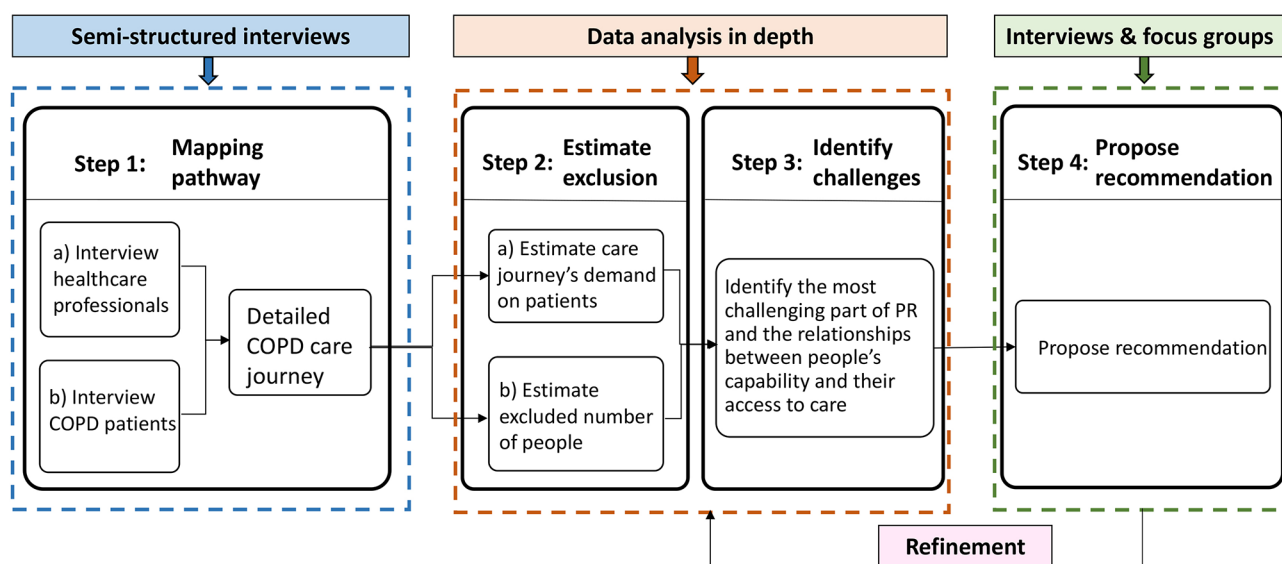 Semi-structured interviews
Data analysis in depth
Interviews & focus groups
Step 1:
Mapping
pathway
a) Interview
healthcare
professionals
b) Interview
COPD patients
Detailed
COPD care
journey
Step 2:
Estimate
exclusion
a) Estimate care
journey's demand
on patients
b) Estimate
excluded number
of people
Step 3:
Identify
challenges
Identify the most
challenging part of PR
and the relationships
between people's
capability and their
access to care
Step 4:
Propose
recommendation
Propose recommendation
Refinement